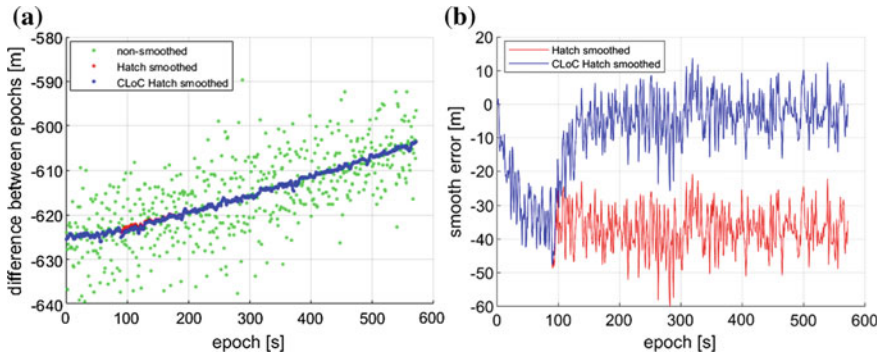 (a)
-580
-590
-600
-610
-620
-630
-640
0 100 200 300 400 500 600
difference between epochs [m]
epoch [s]
non-smoothed
Hatch smoothed
CLoC Hatch smoothed
(b)
20
10
0
-10
-20
-30
-40
-50
-60
0 100 200 300 400 500 600
smooth error [m]
epoch [s]
Hatch smoothed
CLoC Hatch smoothed